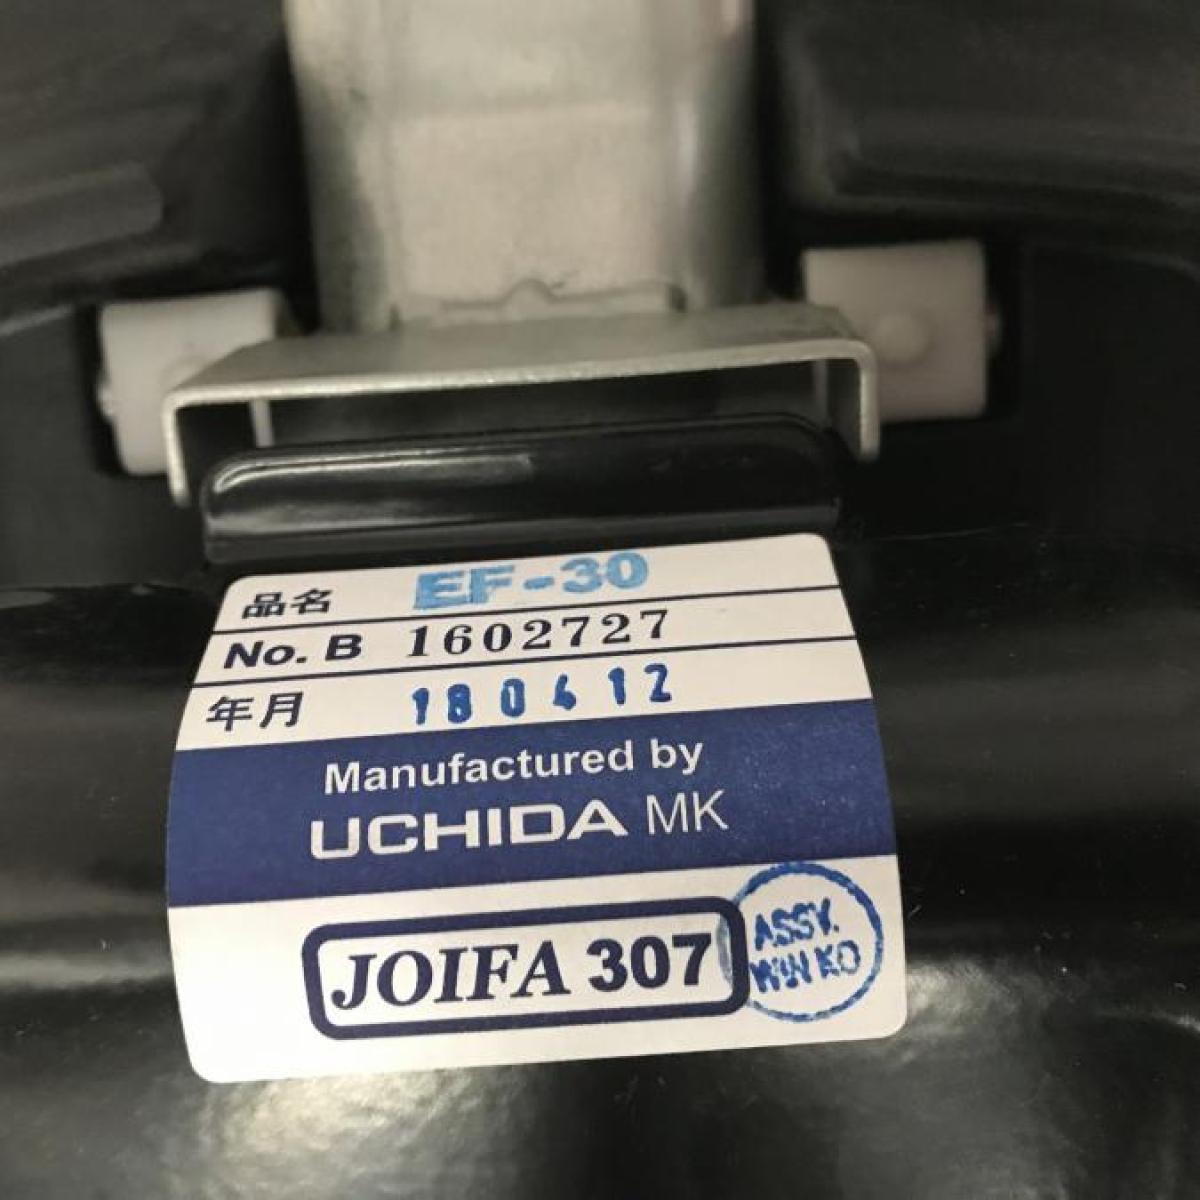 品名 EF-30
No. B 1602727
年月 180412
Manufactured by
UCHIDA MK
JOIFA 307
ASSY.
WIN KO